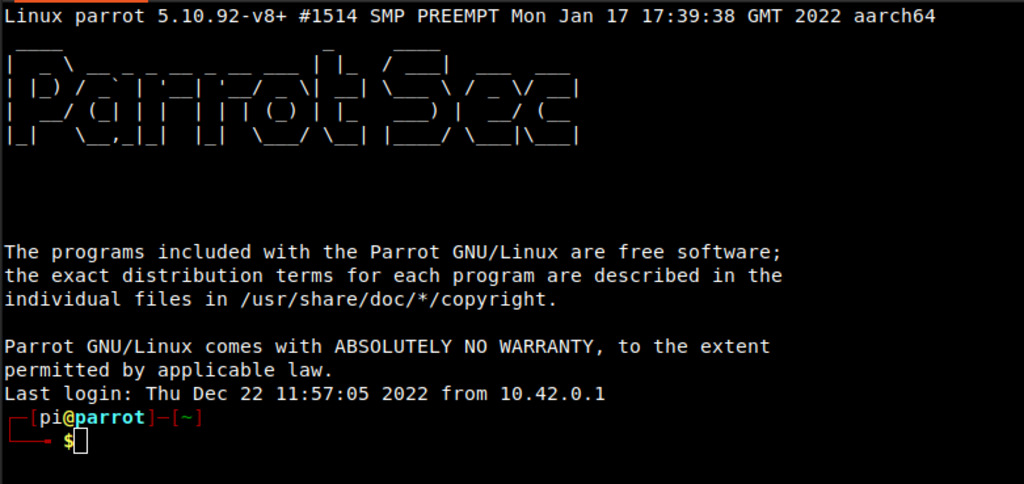 Linux parrot 5.10.92-v8+ #1514 SMP PREEMPT Mon Jan 17 17:39:38 GMT 2022 aarch64
Parrot Sec
The programs included with the Parrot GNU/Linux are free software;
the exact distribution terms for each program are described in the
individual files in /usr/share/doc/*/copyright.
Parrot GNU/Linux comes with ABSOLUTELY NO WARRANTY, to the extent
permitted by applicable law.
Last login: Thu Dec 22 11:57:05 2022 from 10.42.0.1
┌─[pi@parrot]─[~]
└──╼ $